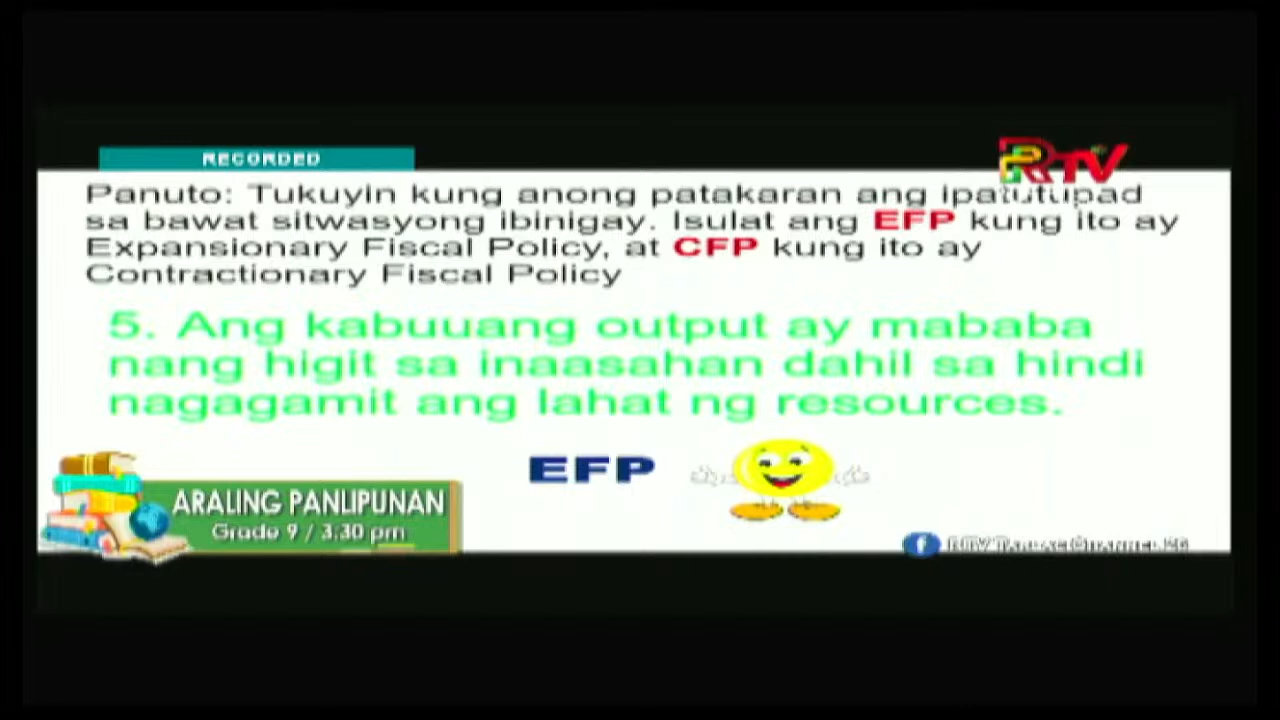 RECORDED
RTV
Panuto: Tukuyin kung anong patakaran ang ipatutupad
sa bawat sitwasyong ibinigay. Isulat ang EFP kung ito ay
Expansionary Fiscal Policy, at CFP kung ito ay
Contractionary Fiscal Policy
5. Ang kabuuang output ay mababa
nang higit sa inaasahan dahil sa hindi
nagagamit ang lahat ng resources.
EFP
ARALING PANLIPUNAN
Grade 9 / 3:30 pm
f